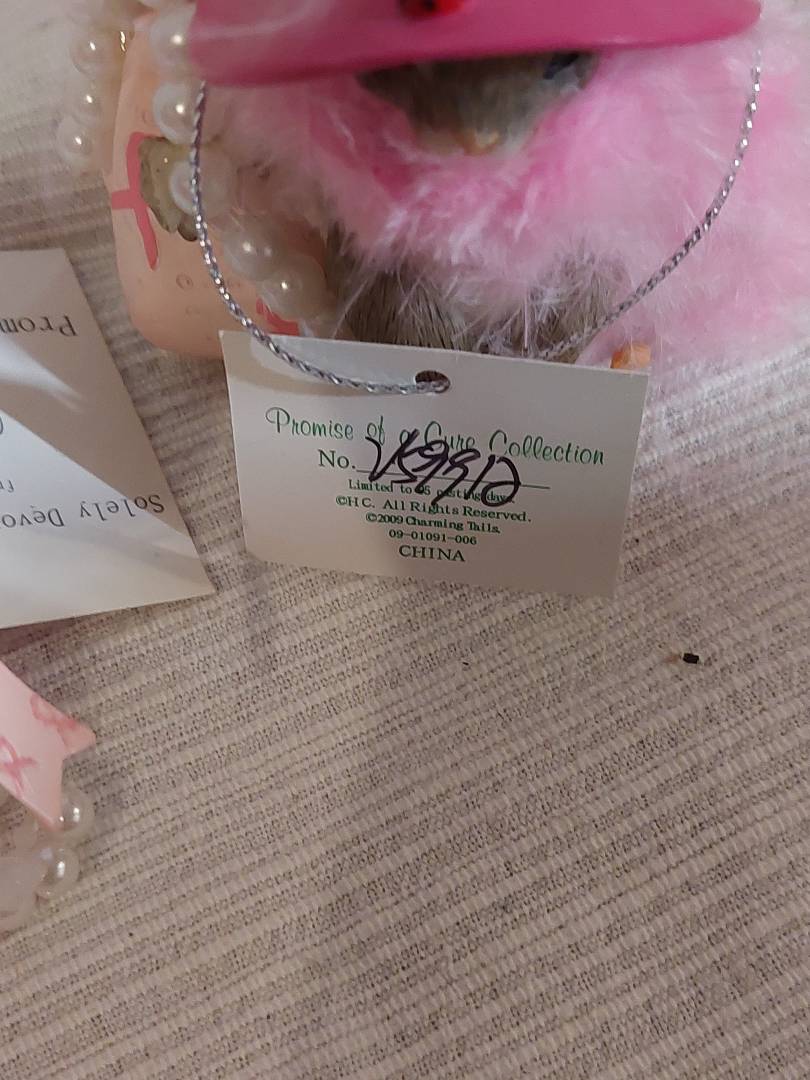 Promise of a Cure Collection
No.
Limited to 95 casting days.
©HC. All Rights Reserved.
©2009 Charming Tails.
09-01091-006
CHINA
Prom
Solely Devo